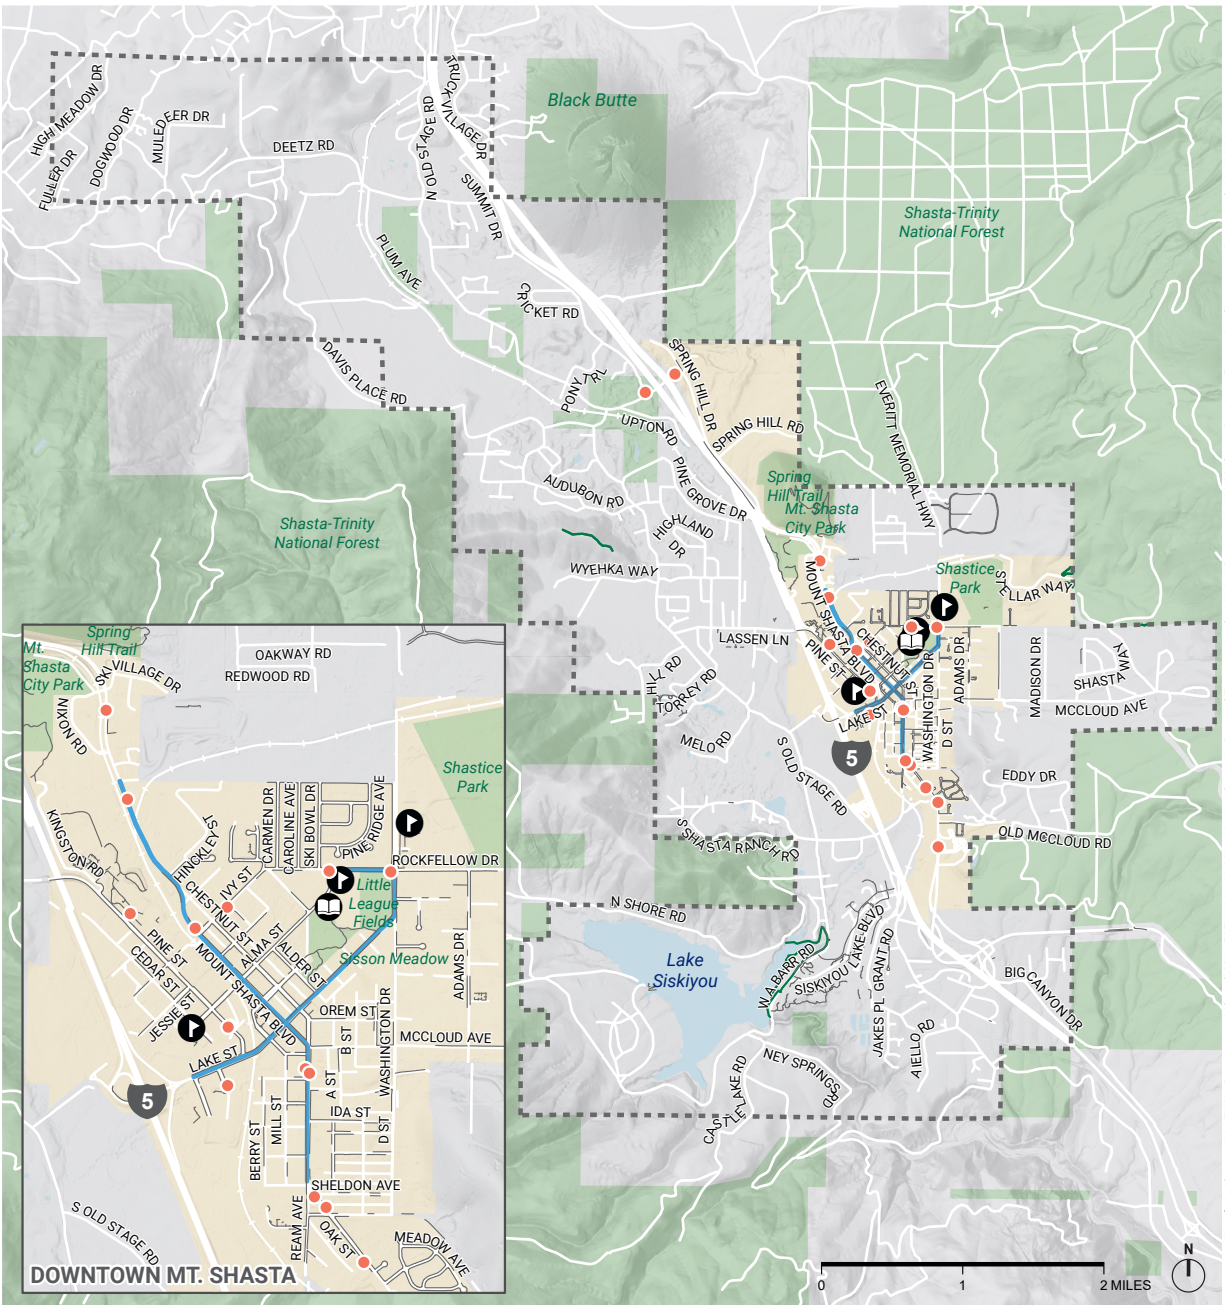 HIGH MEADOW DR
FULLER DR
DOGWOOD DR
MULEDEER DR
DEETZ RD
N OLD STAGE RD
TRUCK VILLAGE DR
SUMMIT DR
Black Butte
Shasta-Trinity
National Forest
PLUM AVE
CRICKET RD
DAVIS PLACE RD
PONY TRL
SPRING HILL DR
UPTON RD
SPRING HILL RD
EVERITT MEMORIAL HWY
PINE GROVE DR
AUDUBON RD
HIGHLAND
DR
Spring
Hill Trail
Mt. Shasta
City Park
Shasta-Trinity
National Forest
WYEHKA WAY
Shastice
Park
STELLAR WAY
MOUNT SHASTA BLVD
LASSEN LN
PINE ST
CHESTNUT ST
WASHINGTON DR
ADAMS DR
D ST
MADISON DR
SHASTA WAY
MCCLOUD AVE
HILL RD
TORREY RD
MELO RD
LAKE ST
5
S OLD STAGE RD
EDDY DR
OLD MCCLOUD RD
S SHASTA RANCH RD
N SHORE RD
Lake
Siskiyou
W A BARR RD
SISKIYOU LAKE BLVD
JAKES PL
GRANT RD
BIG CANYON DR
AIELLO RD
NEY SPRINGS RD
CASTLE LAKE RD
0
1
2 MILES
N
Spring
Hill Trail
Mt.
Shasta
City Park
SKI VILLAGE DR
OAKWAY RD
REDWOOD RD
NIXON RD
Shastice
Park
KINGSTON RD
HINCKLEY ST
CARMEN DR
CAROLINE AVE
SKI BOWL DR
PINE RIDGE AVE
ROCKFELLOW DR
IVY ST
CHESTNUT ST
ALMA ST
ALDER ST
Little
League
Fields
Sisson Meadow
PINE ST
CEDAR ST
JESSIE ST
MOUNT SHASTA BLVD
ADAMS DR
OREM ST
B ST
WASHINGTON DR
MCCLOUD AVE
LAKE ST
5
A ST
IDA ST
D ST
MILL ST
BERRY ST
SHELDON AVE
REAM AVE
OAK ST
MEADOW AVE
S OLD STAGE RD
DOWNTOWN MT. SHASTA